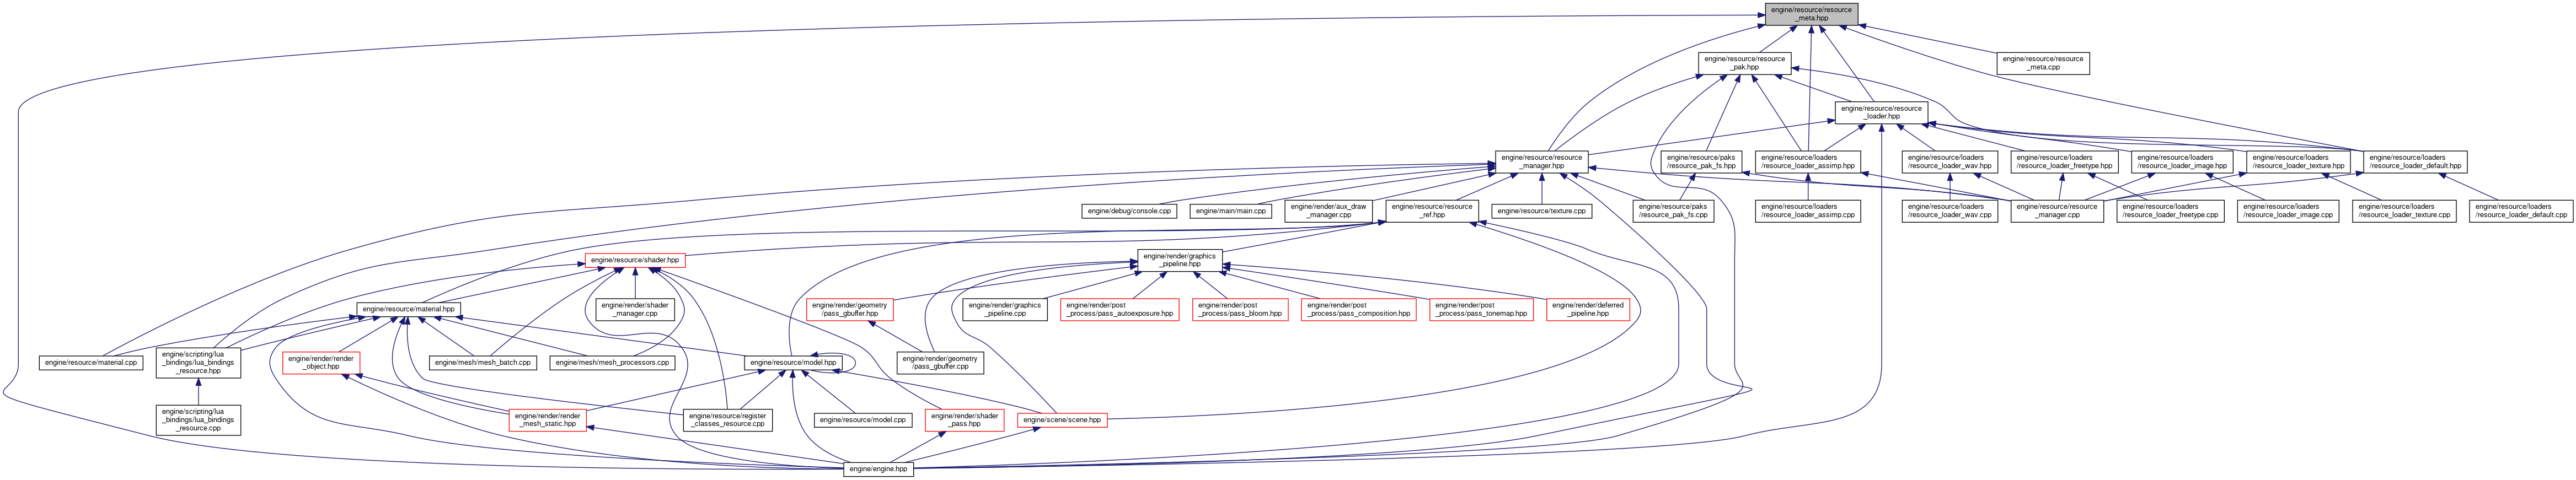 engine/resource/resource
_meta.hpp
engine/resource/resource
_pak.hpp
engine/resource/resource
_meta.cpp
engine/resource/resource
_loader.hpp
engine/resource/resource
_manager.hpp
engine/resource/paks
/resource_pak_fs.hpp
engine/resource/loaders
/resource_loader_assimp.hpp
engine/resource/loaders
/resource_loader_wav.hpp
engine/resource/loaders
/resource_loader_freetype.hpp
engine/resource/loaders
/resource_loader_image.hpp
engine/resource/loaders
/resource_loader_texture.hpp
engine/resource/loaders
/resource_loader_default.hpp
engine/debug/console.cpp
engine/main/main.cpp
engine/render/aux_draw
_manager.cpp
engine/resource/resource
_ref.hpp
engine/resource/texture.cpp
engine/resource/paks
/resource_pak_fs.cpp
engine/resource/loaders
/resource_loader_assimp.cpp
engine/resource/loaders
/resource_loader_wav.cpp
engine/resource/resource
_manager.cpp
engine/resource/loaders
/resource_loader_freetype.cpp
engine/resource/loaders
/resource_loader_image.cpp
engine/resource/loaders
/resource_loader_texture.cpp
engine/resource/loaders
/resource_loader_default.cpp
engine/resource/shader.hpp
engine/render/graphics
_pipeline.hpp
engine/resource/material.hpp
engine/render/shader
_manager.cpp
engine/render/geometry
/pass_gbuffer.hpp
engine/render/graphics
_pipeline.cpp
engine/render/post
_process/pass_autoexposure.hpp
engine/render/post
_process/pass_bloom.hpp
engine/render/post
_process/pass_composition.hpp
engine/render/post
_process/pass_tonemap.hpp
engine/render/deferred
_pipeline.hpp
engine/resource/material.cpp
engine/scripting/lua
_bindings/lua_bindings
_resource.hpp
engine/render/render
_object.hpp
engine/mesh/mesh_batch.cpp
engine/mesh/mesh_processors.cpp
engine/resource/model.hpp
engine/render/geometry
/pass_gbuffer.cpp
engine/scripting/lua
_bindings/lua_bindings
_resource.cpp
engine/render/render
_mesh_static.hpp
engine/resource/register
_classes_resource.cpp
engine/resource/model.cpp
engine/render/shader
_pass.hpp
engine/scene/scene.hpp
engine/engine.hpp